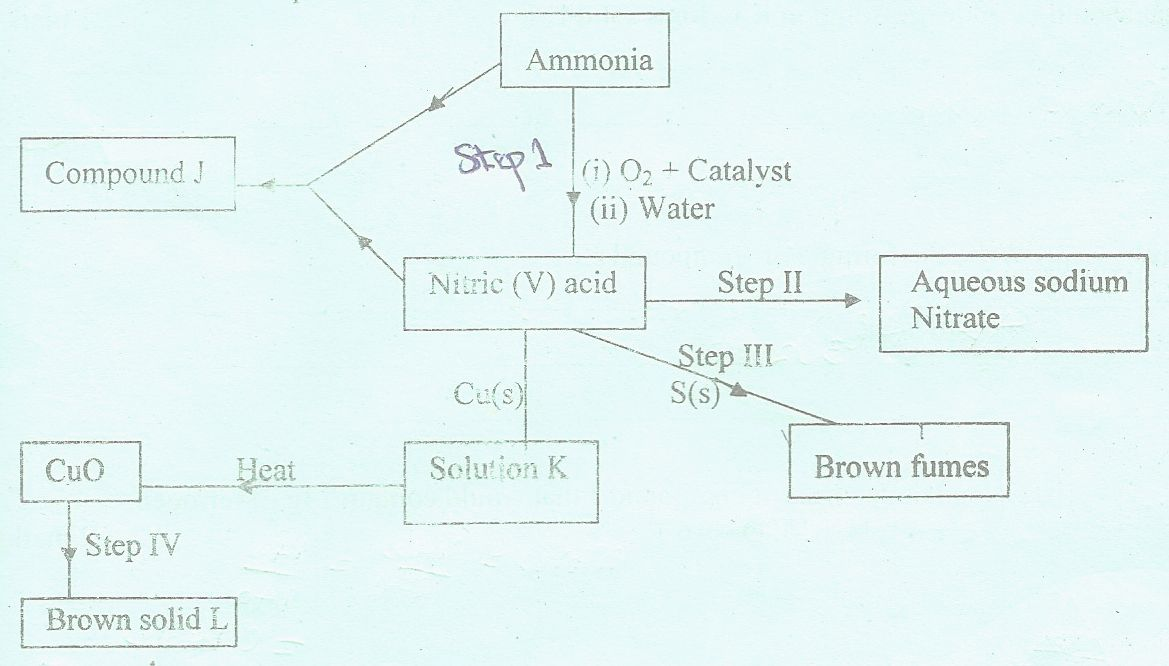 Ammonia
Compound J
Step 1
(i) O₂ + Catalyst
(ii) Water
Nitric (V) acid
Step II
Aqueous sodium
Nitrate
Step III
Cu(s)
S(s)
CuO
Heat
Solution K
Brown fumes
Step IV
Brown solid L